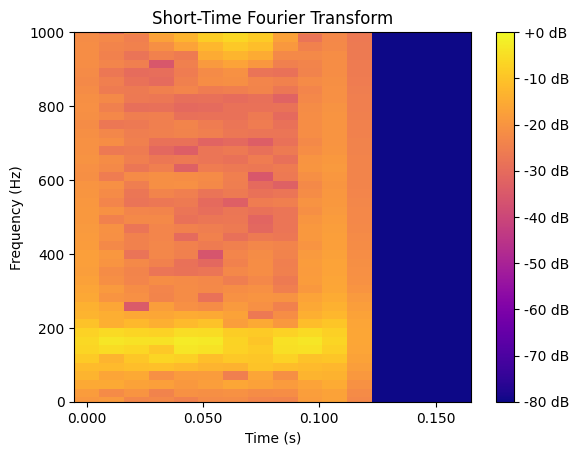 Short-Time Fourier Transform
Frequency (Hz)
1000
800
600
400
200
0
0.000
0.050
0.100
0.150
Time (s)
+0 dB
-10 dB
-20 dB
-30 dB
-40 dB
-50 dB
-60 dB
-70 dB
-80 dB